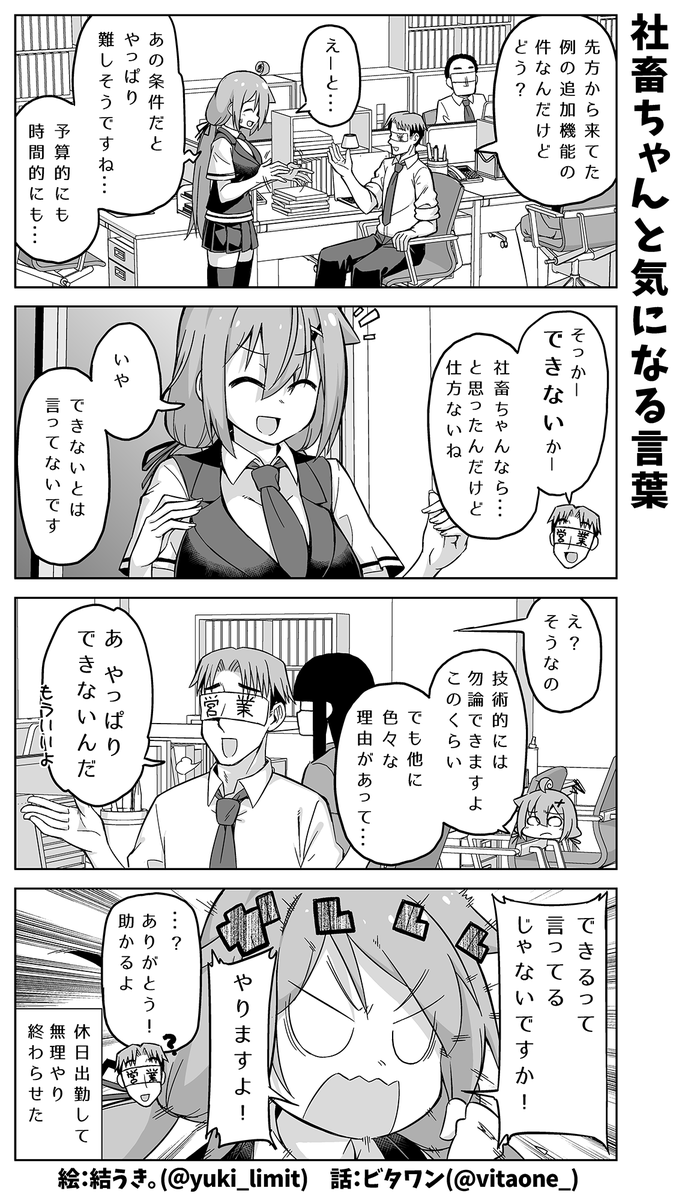 社畜ちゃんと気になる言葉
先方から来てた
例の追加機能の
件なんだけど
どう？
えーと…
あの条件だと
やっぱり
難しそうですね…
予算的にも
時間的にも…
そっかー
できないかー
社畜ちゃんなら…
と思ったんだけど
仕方ないね
営業
いや
できないとは
言ってないです
え？
そうなの
技術的には
勿論できますよ
このくらい
でも他に
色々な
理由があって…
営業
あ やっぱり
できないんだ
もうーいよ
できるって
言ってる
じゃないですか！
ムムムム
やりますよ！
…？
ありがとう！
助かるよ
?
営業
休日出勤して
無理やり
終わらせた
絵：結うき。(@yuki_limit)　話：ビタワン(@vitaone_)